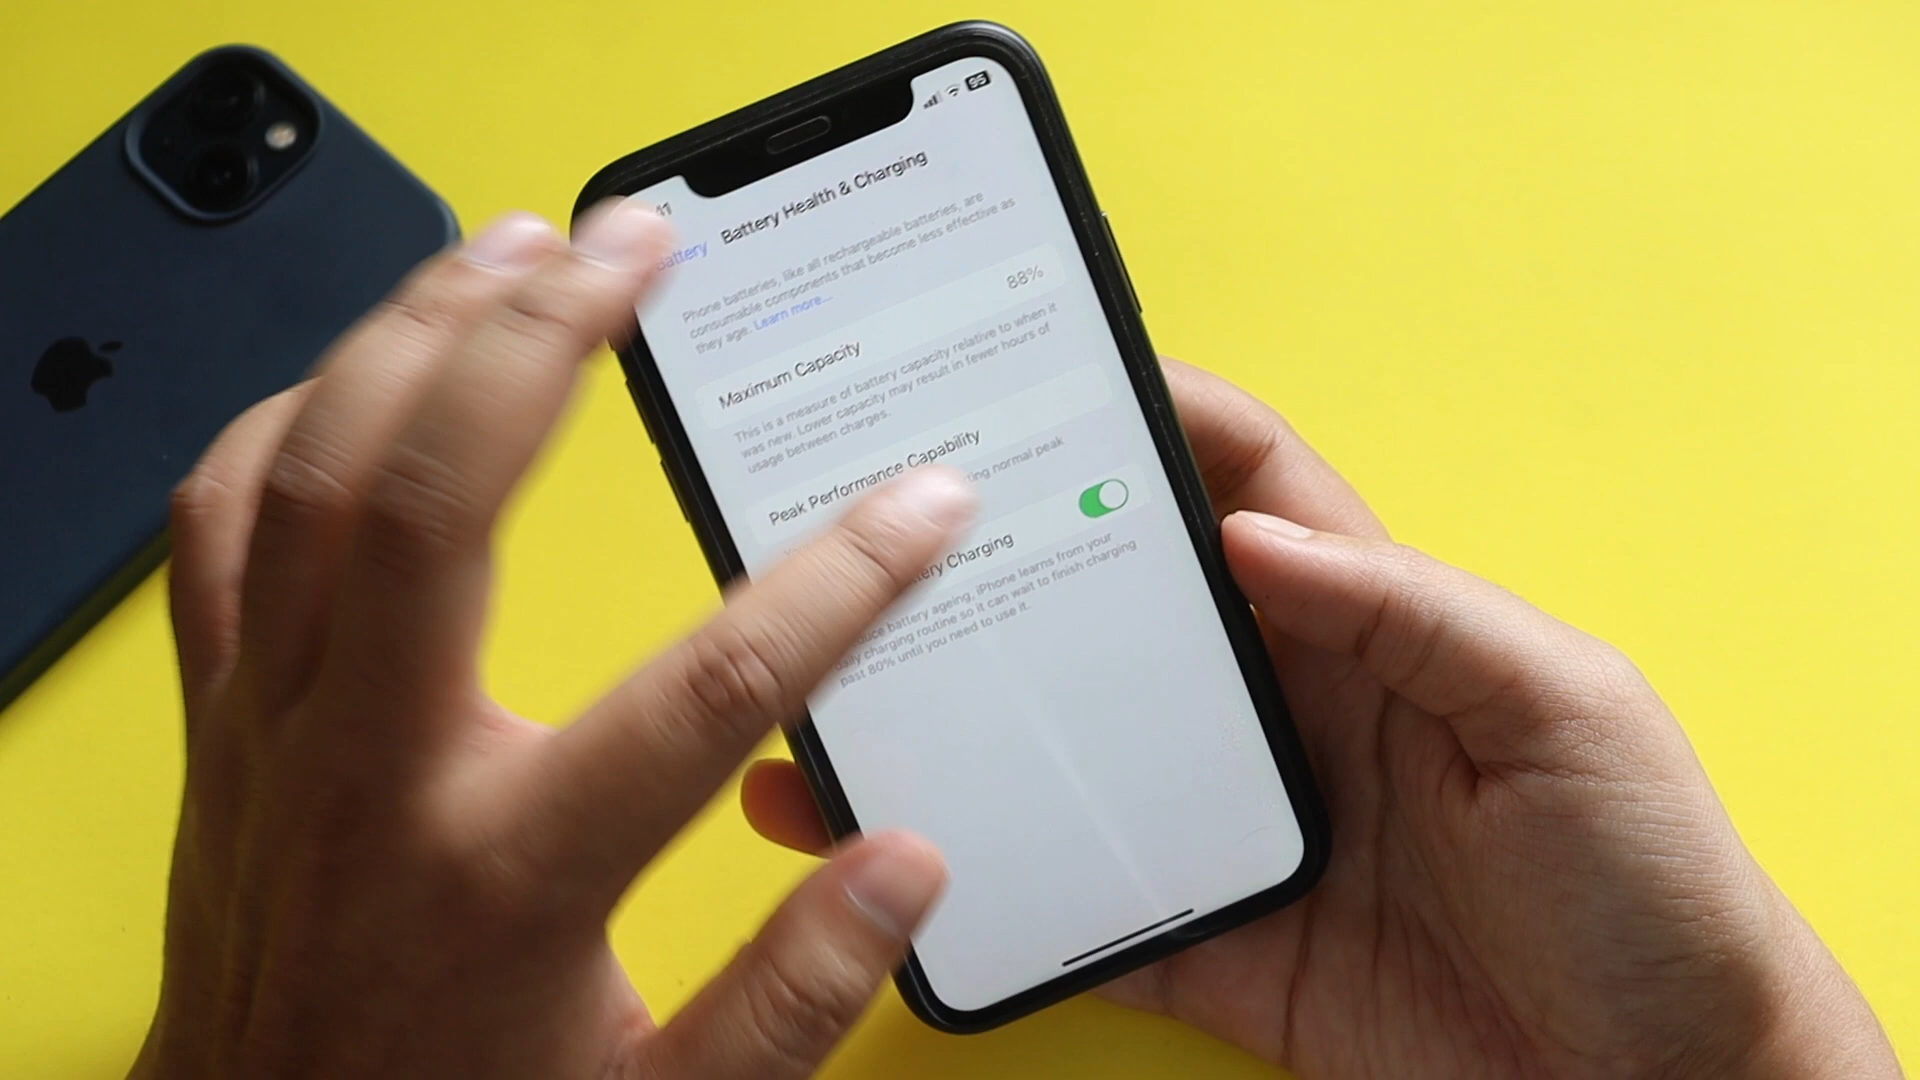 41
95
Battery
Battery Health & Charging
Phone batteries, like all rechargeable batteries, are
consumable components that become less effective as
they age. Learn more...
Maximum Capacity
88%
This is a measure of battery capacity relative to when it
was new. Lower capacity may result in fewer hours of
usage between charges.
Peak Performance Capability
normal peak
Charging
battery ageing, iPhone learns from your
daily charging routine so it can wait to finish charging
past 80% until you need to use it.